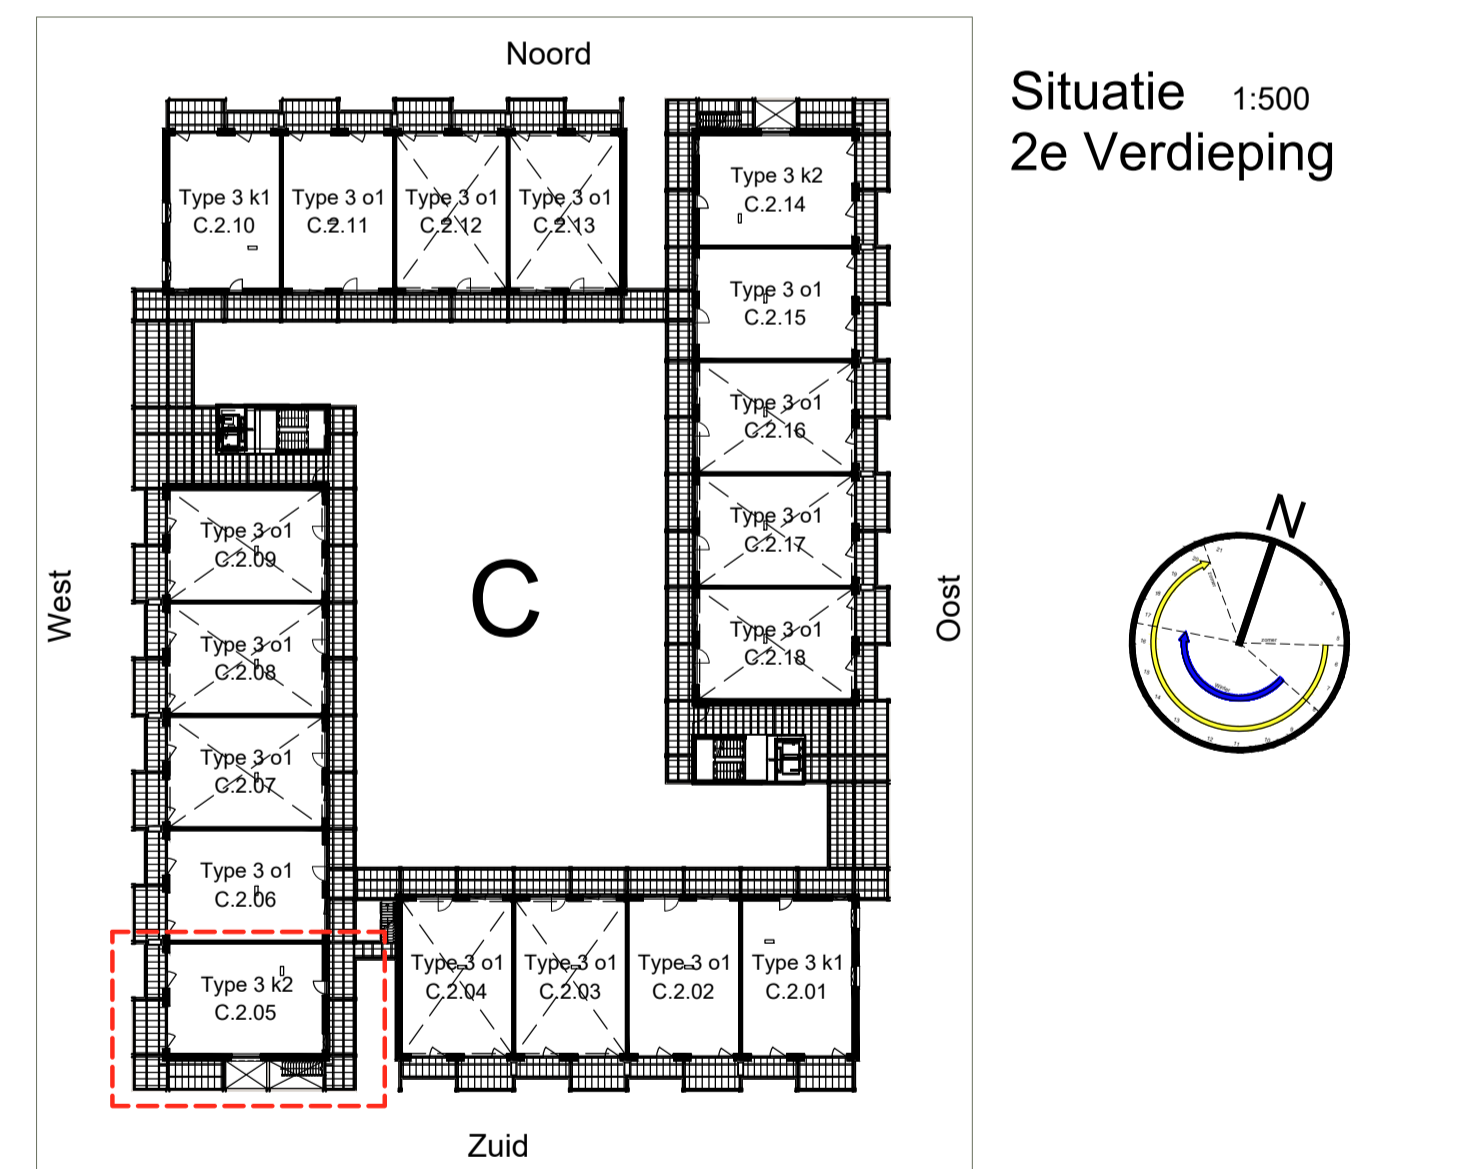 Noord
Situatie 1:500
2e Verdieping
Type 3 k1
C.2.10
Type 3 o1
C.2.11
Type 3 o1
C.2.12
Type 3 o1
C.2.13
Type 3 k2
C.2.14
Type 3 o1
C.2.15
Type 3 o1
C.2.16
Type 3 o1
C.2.17
Type 3 o1
C.2.18
Type 3 o1
C.2.09
Type 3 o1
C.2.08
Type 3 o1
C.2.07
Type 3 o1
C.2.06
Type 3 k2
C.2.05
C
West
Oost
N
zomer
Type 3 o1
C.2.04
Type 3 o1
C.2.03
Type 3 o1
C.2.02
Type 3 k1
C.2.01
Zuid